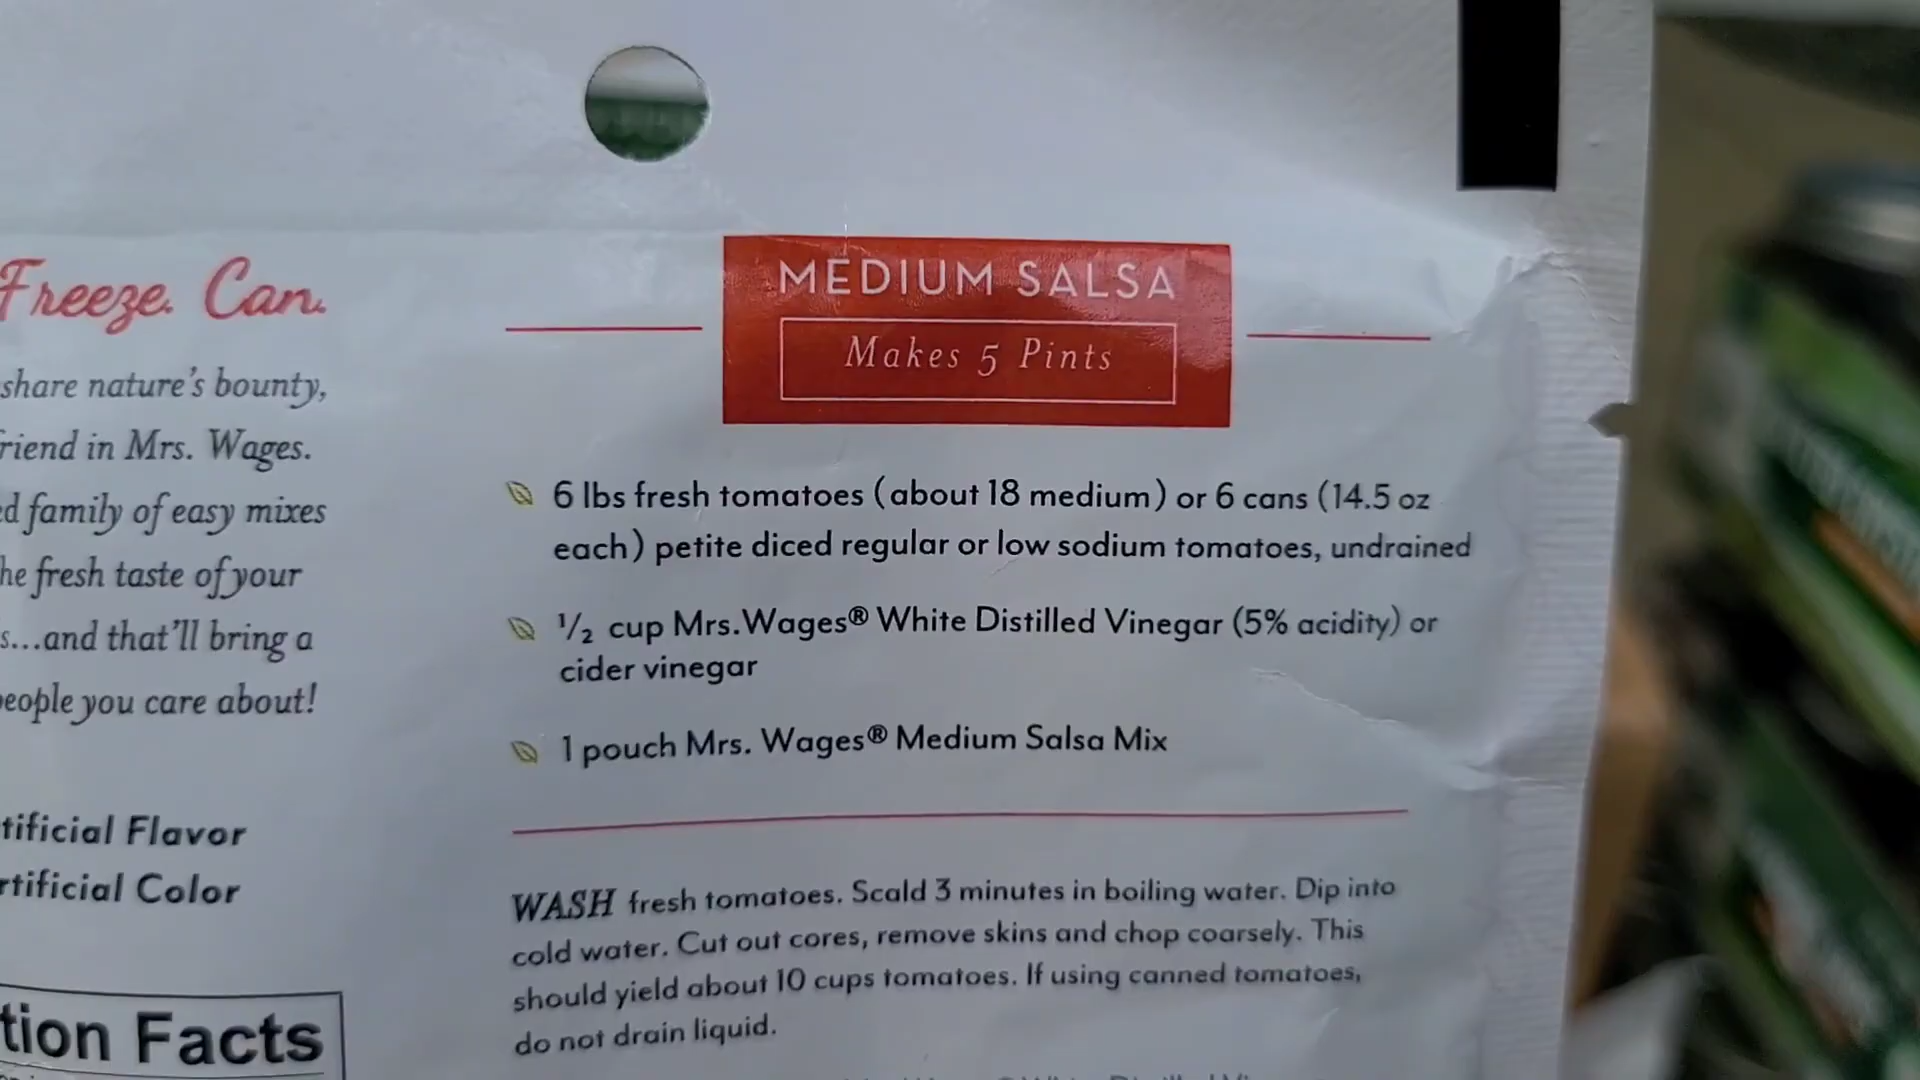 Freeze. Can.
share nature's bounty,
friend in Mrs. Wages.
family of easy mixes
fresh taste of your
...and that'll bring a
people you care about!
Artificial Flavor
Artificial Color
tion Facts
MEDIUM SALSA
Makes 5 Pints
6 lbs fresh tomatoes (about 18 medium) or 6 cans (14.5 oz
each) petite diced regular or low sodium tomatoes, undrained
1/2 cup Mrs.Wages® White Distilled Vinegar (5% acidity) or
cider vinegar
1 pouch Mrs. Wages® Medium Salsa Mix
WASH fresh tomatoes. Scald 3 minutes in boiling water. Dip into
cold water. Cut out cores, remove skins and chop coarsely. This
should yield about 10 cups tomatoes. If using canned tomatoes,
do not drain liquid.